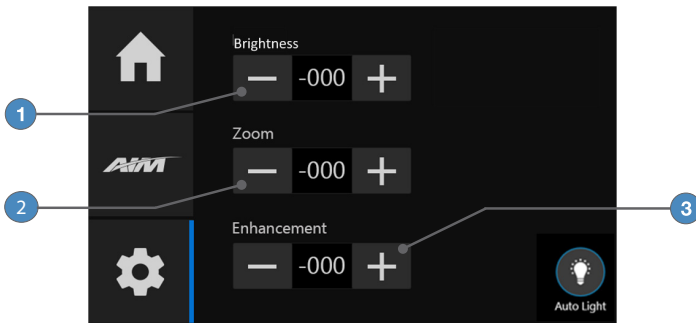 Brightness
-000
1
Zoom
AIM
-000
2
Enhancement
3
-000
Auto Light